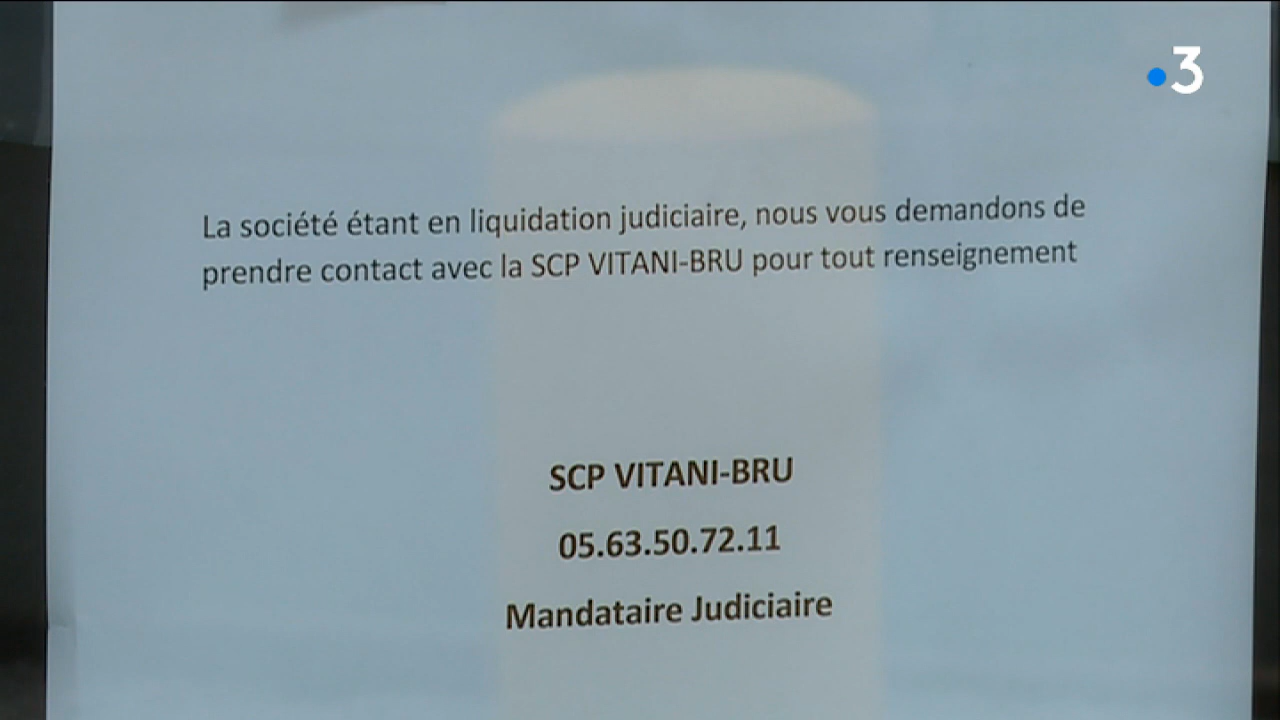 3
La société étant en liquidation judiciaire, nous vous demandons de
prendre contact avec la SCP VITANI-BRU pour tout renseignement
SCP VITANI-BRU
05.63.50.72.11
Mandataire Judiciaire